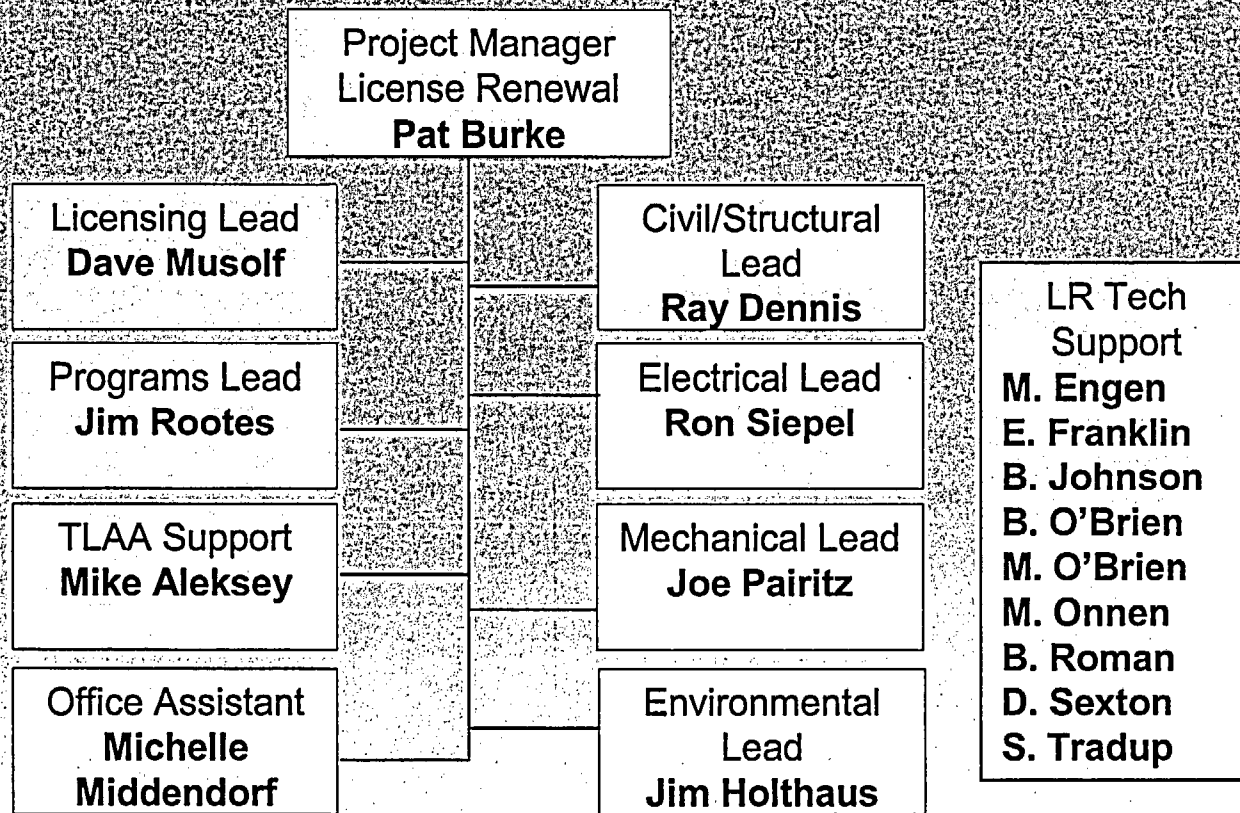 Project Manager
License Renewal
Pat Burke
Licensing Lead
Dave Musolf
Programs Lead
Jim Rootes
TLAA Support
Mike Aleksey
Office Assistant
Michelle
Middendorf
Civil/Structural
Lead
Ray Dennis
Electrical Lead
Ron Siepel
Mechanical Lead
Joe Pairitz
Environmental
Lead
Jim Holthaus
LR Tech
Support
M. Engen
E. Franklin
B. Johnson
B. O'Brien
M. O'Brien
M. Onnen
B. Roman
D. Sexton
S. Tradup